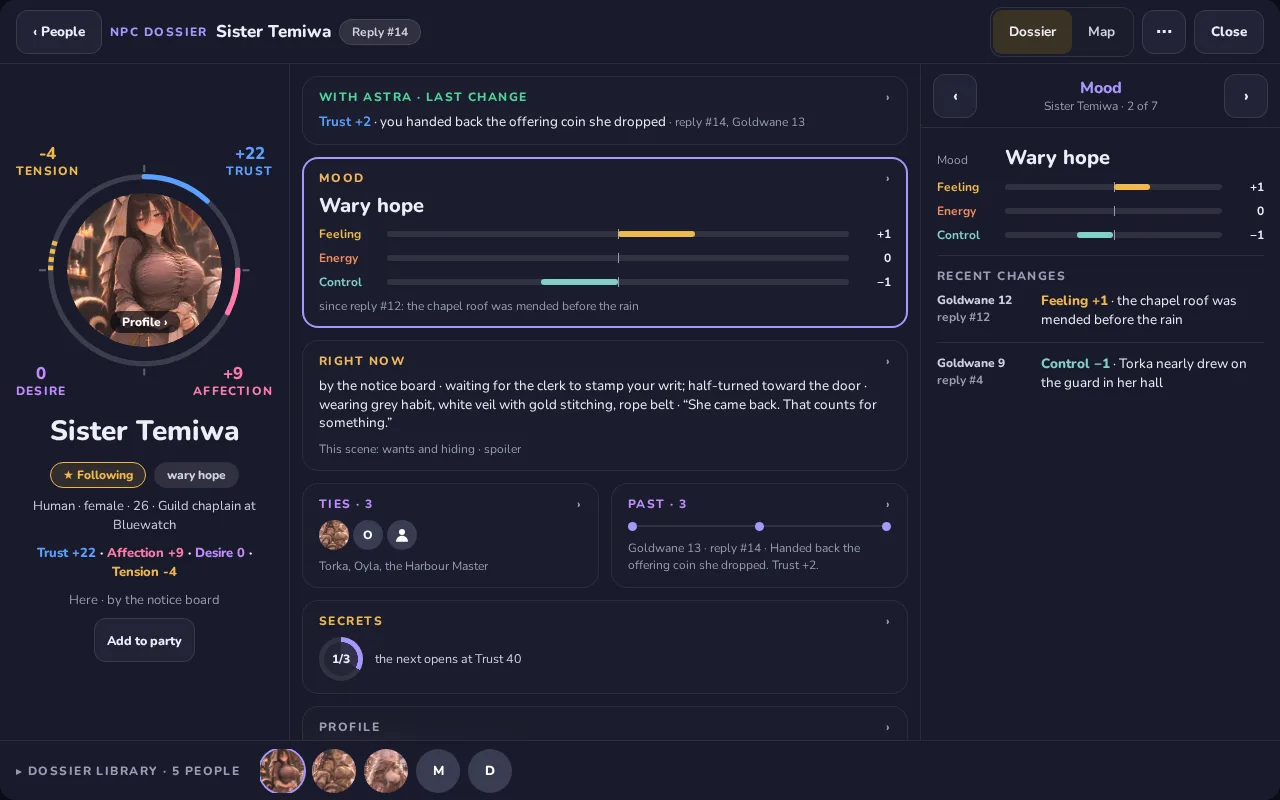 ‹ People
NPC DOSSIER
Sister Temiwa
Reply #14
Dossier
Map
···
Close
-4
TENSION
+22
TRUST
Profile ›
0
DESIRE
+9
AFFECTION
Sister Temiwa
★ Following
wary hope
Human · female · 26 · Guild chaplain at
Bluewatch
Trust +22 · Affection +9 · Desire 0 ·
Tension -4
Here · by the notice board
Add to party
WITH ASTRA · LAST CHANGE ›
Trust +2 · you handed back the offering coin she dropped · reply #14, Goldwane 13
MOOD ›
Wary hope
Feeling +1
Energy 0
Control −1
since reply #12: the chapel roof was mended before the rain
RIGHT NOW ›
by the notice board · waiting for the clerk to stamp your writ; half-turned toward the door ·
wearing grey habit, white veil with gold stitching, rope belt · “She came back. That counts for
something.”
This scene: wants and hiding · spoiler
TIES · 3 ›
O
Torka, Oyla, the Harbour Master
PAST · 3 ›
Goldwane 13 · reply #14 · Handed back the
offering coin she dropped. Trust +2.
SECRETS ›
1/3
the next opens at Trust 40
PROFILE ›
‹
Mood
Sister Temiwa · 2 of 7
›
Mood Wary hope
Feeling +1
Energy 0
Control −1
RECENT CHANGES
Goldwane 12
reply #12
Feeling +1 · the chapel roof was
mended before the rain
Goldwane 9
reply #4
Control −1 · Torka nearly drew on
the guard in her hall
▸ DOSSIER LIBRARY · 5 PEOPLE
M
D